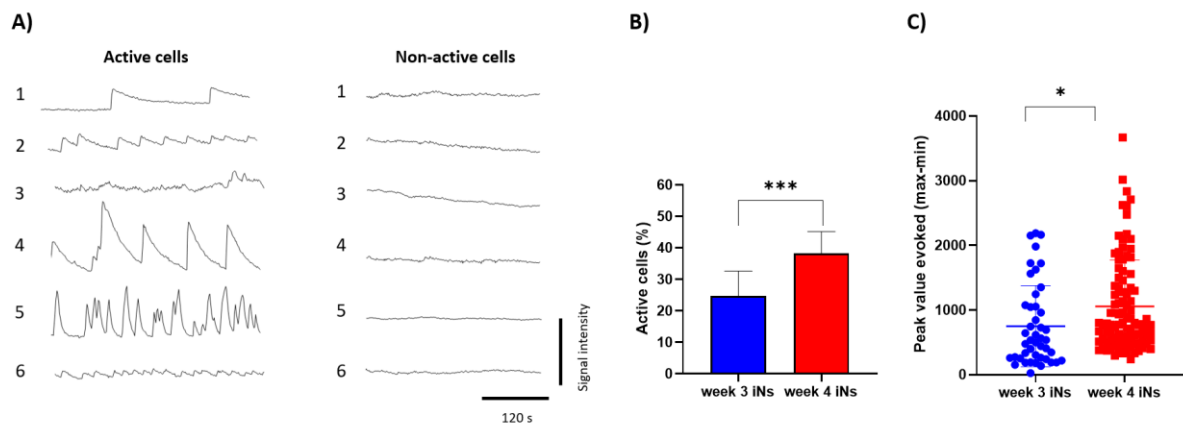 A)
Active cells
Non-active cells
1
2
3
4
5
6
1
2
3
4
5
6
Signal intensity
120 s
B)
***
Active cells (%)
60
50
40
30
20
10
0
week 3 iNs week 4 iNs
C)
*
Peak value evoked (max-min)
4000
3000
2000
1000
0
week 3 iNs week 4 iNs